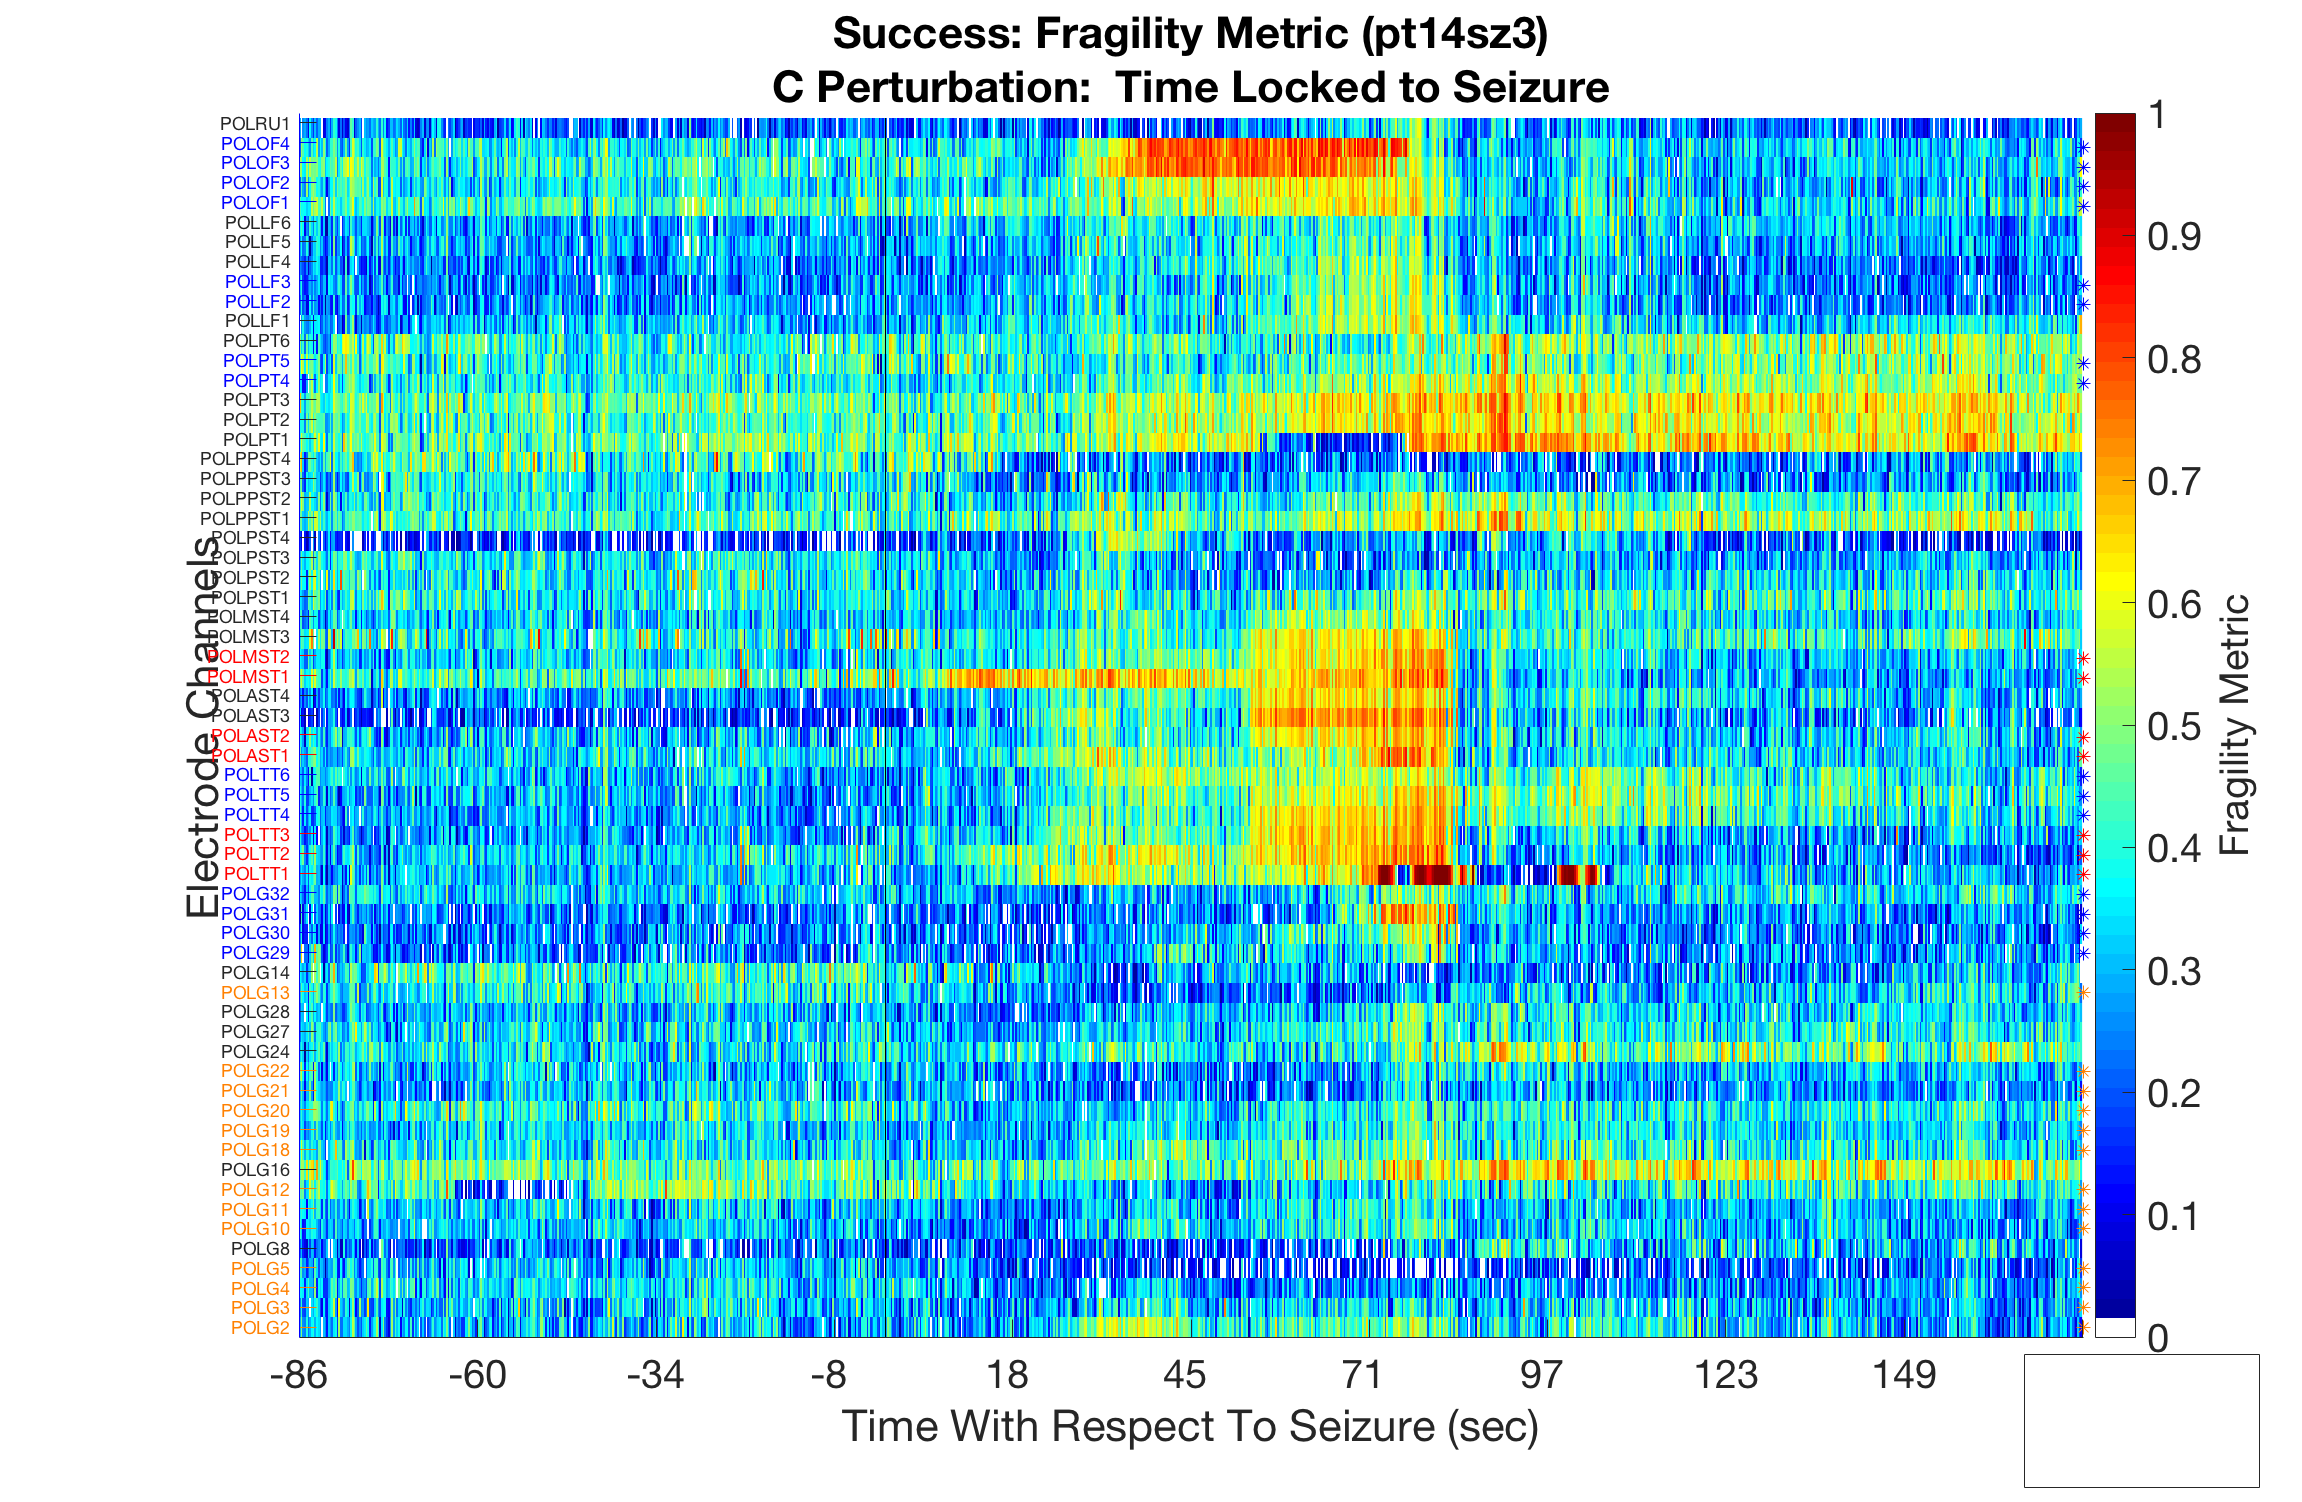 Success: Fragility Metric (pt14sz3)
C Perturbation:  Time Locked to Seizure
Electrode Channels
POLRU1
POLOF4
POLOF3
POLOF2
POLOF1
POLLF6
POLLF5
POLLF4
POLLF3
POLLF2
POLLF1
POLPT6
POLPT5
POLPT4
POLPT3
POLPT2
POLPT1
POLPPST4
POLPPST3
POLPPST2
POLPPST1
POLPST4
POLPST3
POLPST2
POLPST1
POLMST4
POLMST3
POLMST2
POLMST1
POLAST4
POLAST3
POLAST2
POLAST1
POLTT6
POLTT5
POLTT4
POLTT3
POLTT2
POLTT1
POLG32
POLG31
POLG30
POLG29
POLG14
POLG13
POLG28
POLG27
POLG24
POLG22
POLG21
POLG20
POLG19
POLG18
POLG16
POLG12
POLG11
POLG10
POLG8
POLG5
POLG4
POLG3
POLG2
-86 -60 -34 -8 18 45 71 97 123 149
Time With Respect To Seizure (sec)
1
0.9
0.8
0.7
0.6
0.5
0.4
0.3
0.2
0.1
0
Fragility Metric